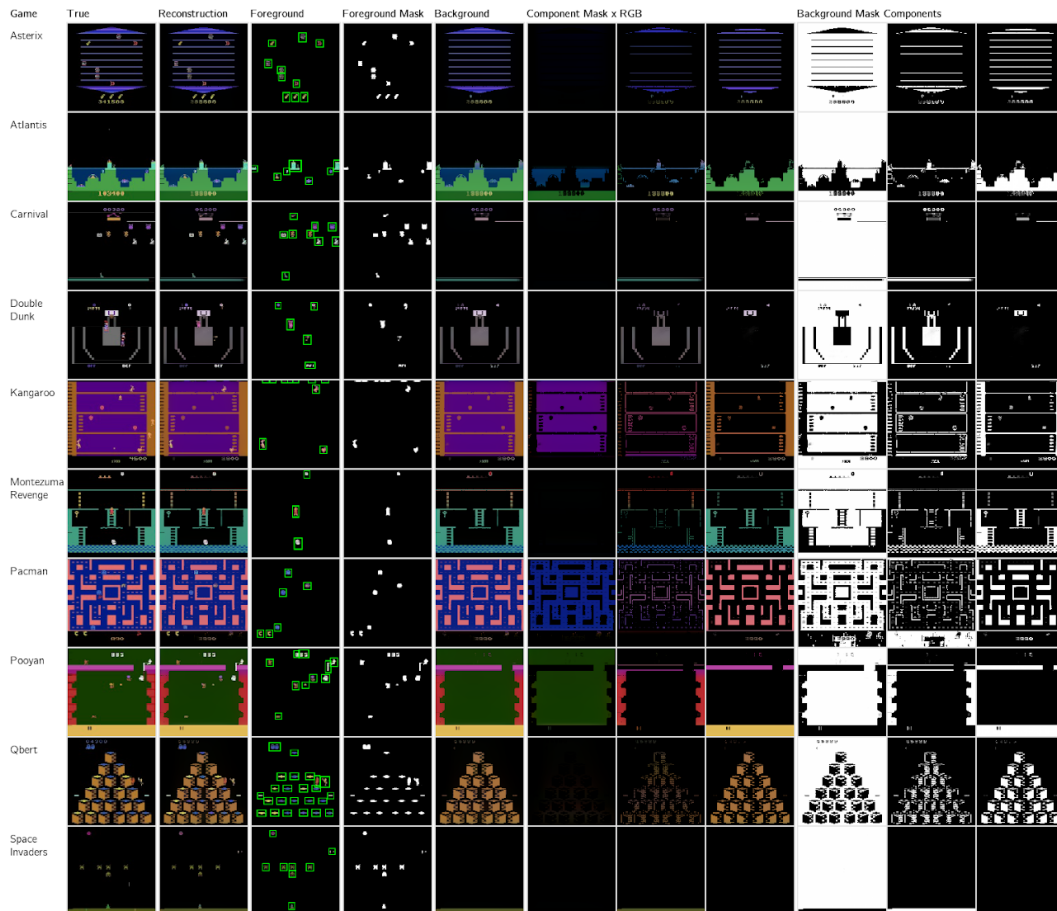 Game True Reconstruction Foreground Foreground Mask Background Component Mask x RGB Background Mask Components
Asterix
Atlantis
Carnival
Double
Dunk
Kangaroo
Montezuma
Revenge
Pacman
Pooyan
Qbert
Space
Invaders